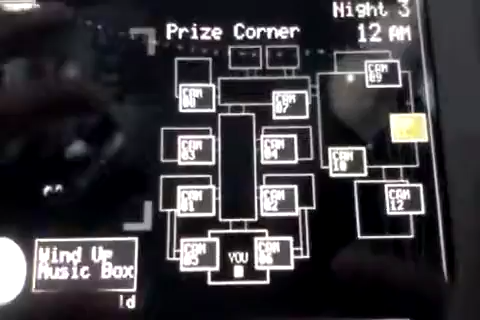 Night 3
12 AM
Prize Corner
CAM
09
CAM
08
CAM
07
CAM
03
CAM
04
CAM
10
CAM
01
CAM
02
CAM
12
CAM
05
YOU
CAM
06
Wind Up
Music Box